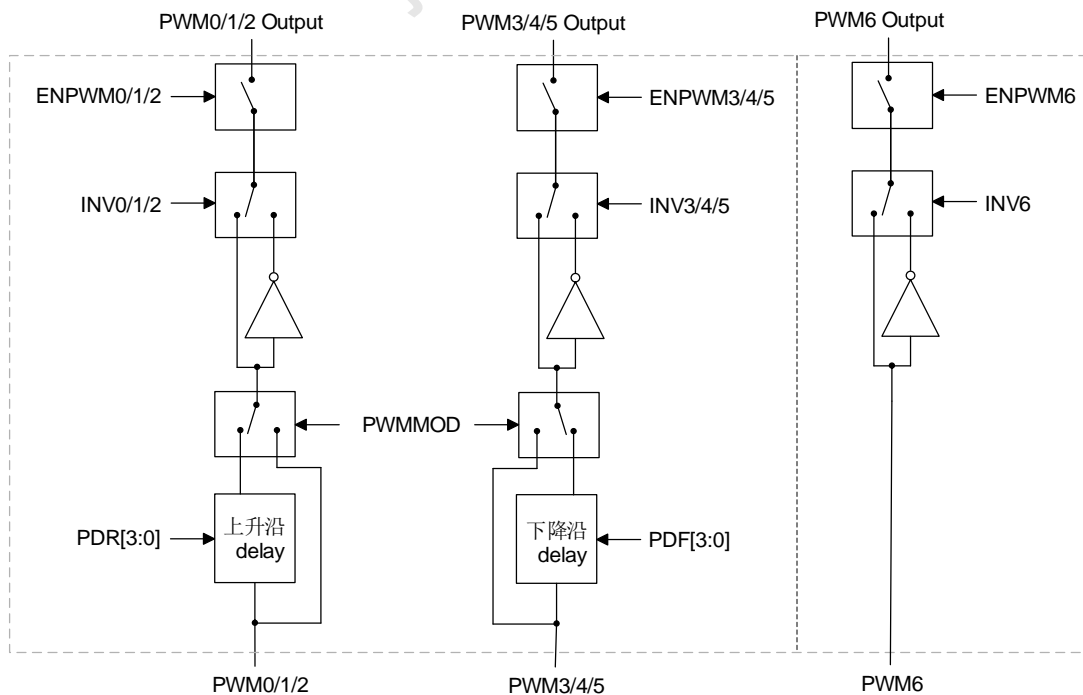 PWM0/1/2 Output
PWM3/4/5 Output
PWM6 Output
ENPWM0/1/2
ENPWM3/4/5
ENPWM6
INV0/1/2
INV3/4/5
INV6
PWMMOD
PDR[3:0]
上升沿
delay
下降沿
delay
PDF[3:0]
PWM0/1/2
PWM3/4/5
PWM6